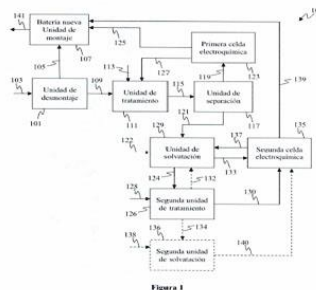 141
Batería nueva
Unidad de
montaje
125
107
Primera celda
electroquímica
105
113
127
119
123
139
103
109
115
Unidad de
desmontaje
Unidad de
tratamiento
Unidad de
separación
101
111
121
117
129
135
122
Unidad de
solvatación
137
Segunda celda
electroquímica
133
124
132
128
Segunda unidad
de tratamiento
130
126
134
136
138
Segunda unidad
de solvatación
140
Figura 1